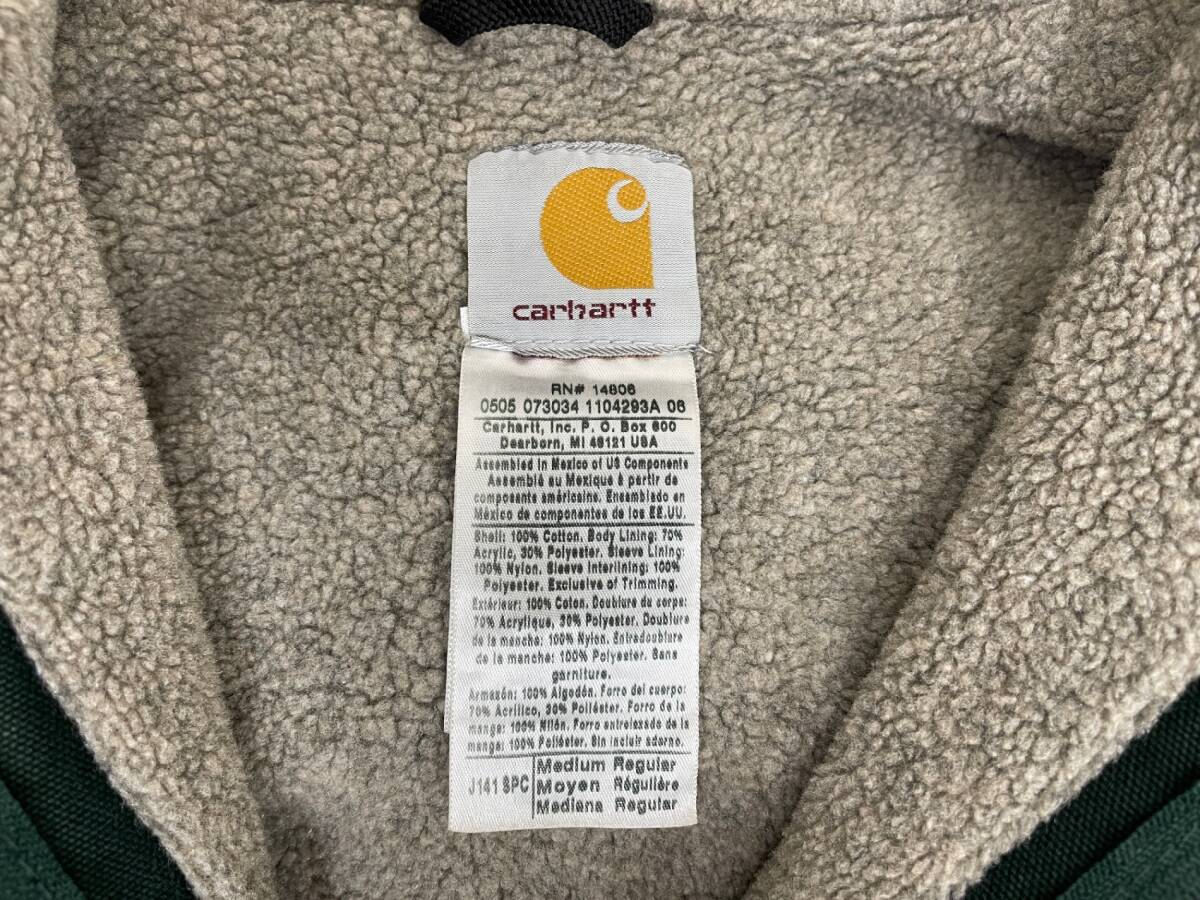 carhartt
RN# 14806
0505 073034 1104293A 06
Carhartt, Inc. P. O. Box 600
Dearborn, MI 48121 USA
Assembled in Mexico of US Components
Assemblé au Mexique à partir de
composants américains. Ensamblado en
México de componentes de los EE.UU.
Shell: 100% Cotton. Body Lining: 70%
Acrylic, 30% Polyester. Sleeve Lining:
100% Nylon. Sleeve Interlining: 100%
Polyester. Exclusive of Trimming.
Extérieur: 100% Coton. Doublure du corps:
70% Acrylique, 30% Polyester. Doublure
de la manche: 100% Nylon. Entredoublure
de la manche: 100% Polyester. Sans
garniture.
Armazón: 100% Algodón. Forro del cuerpo:
70% Acrílico, 30% Poliéster. Forro de la
manga: 100% Nilón. Forro entrelazado de la
manga: 100% Poliéster. Sin incluir adorno.
J141 SPC
Medium Regular
Moyen Régulière
Mediana Regular